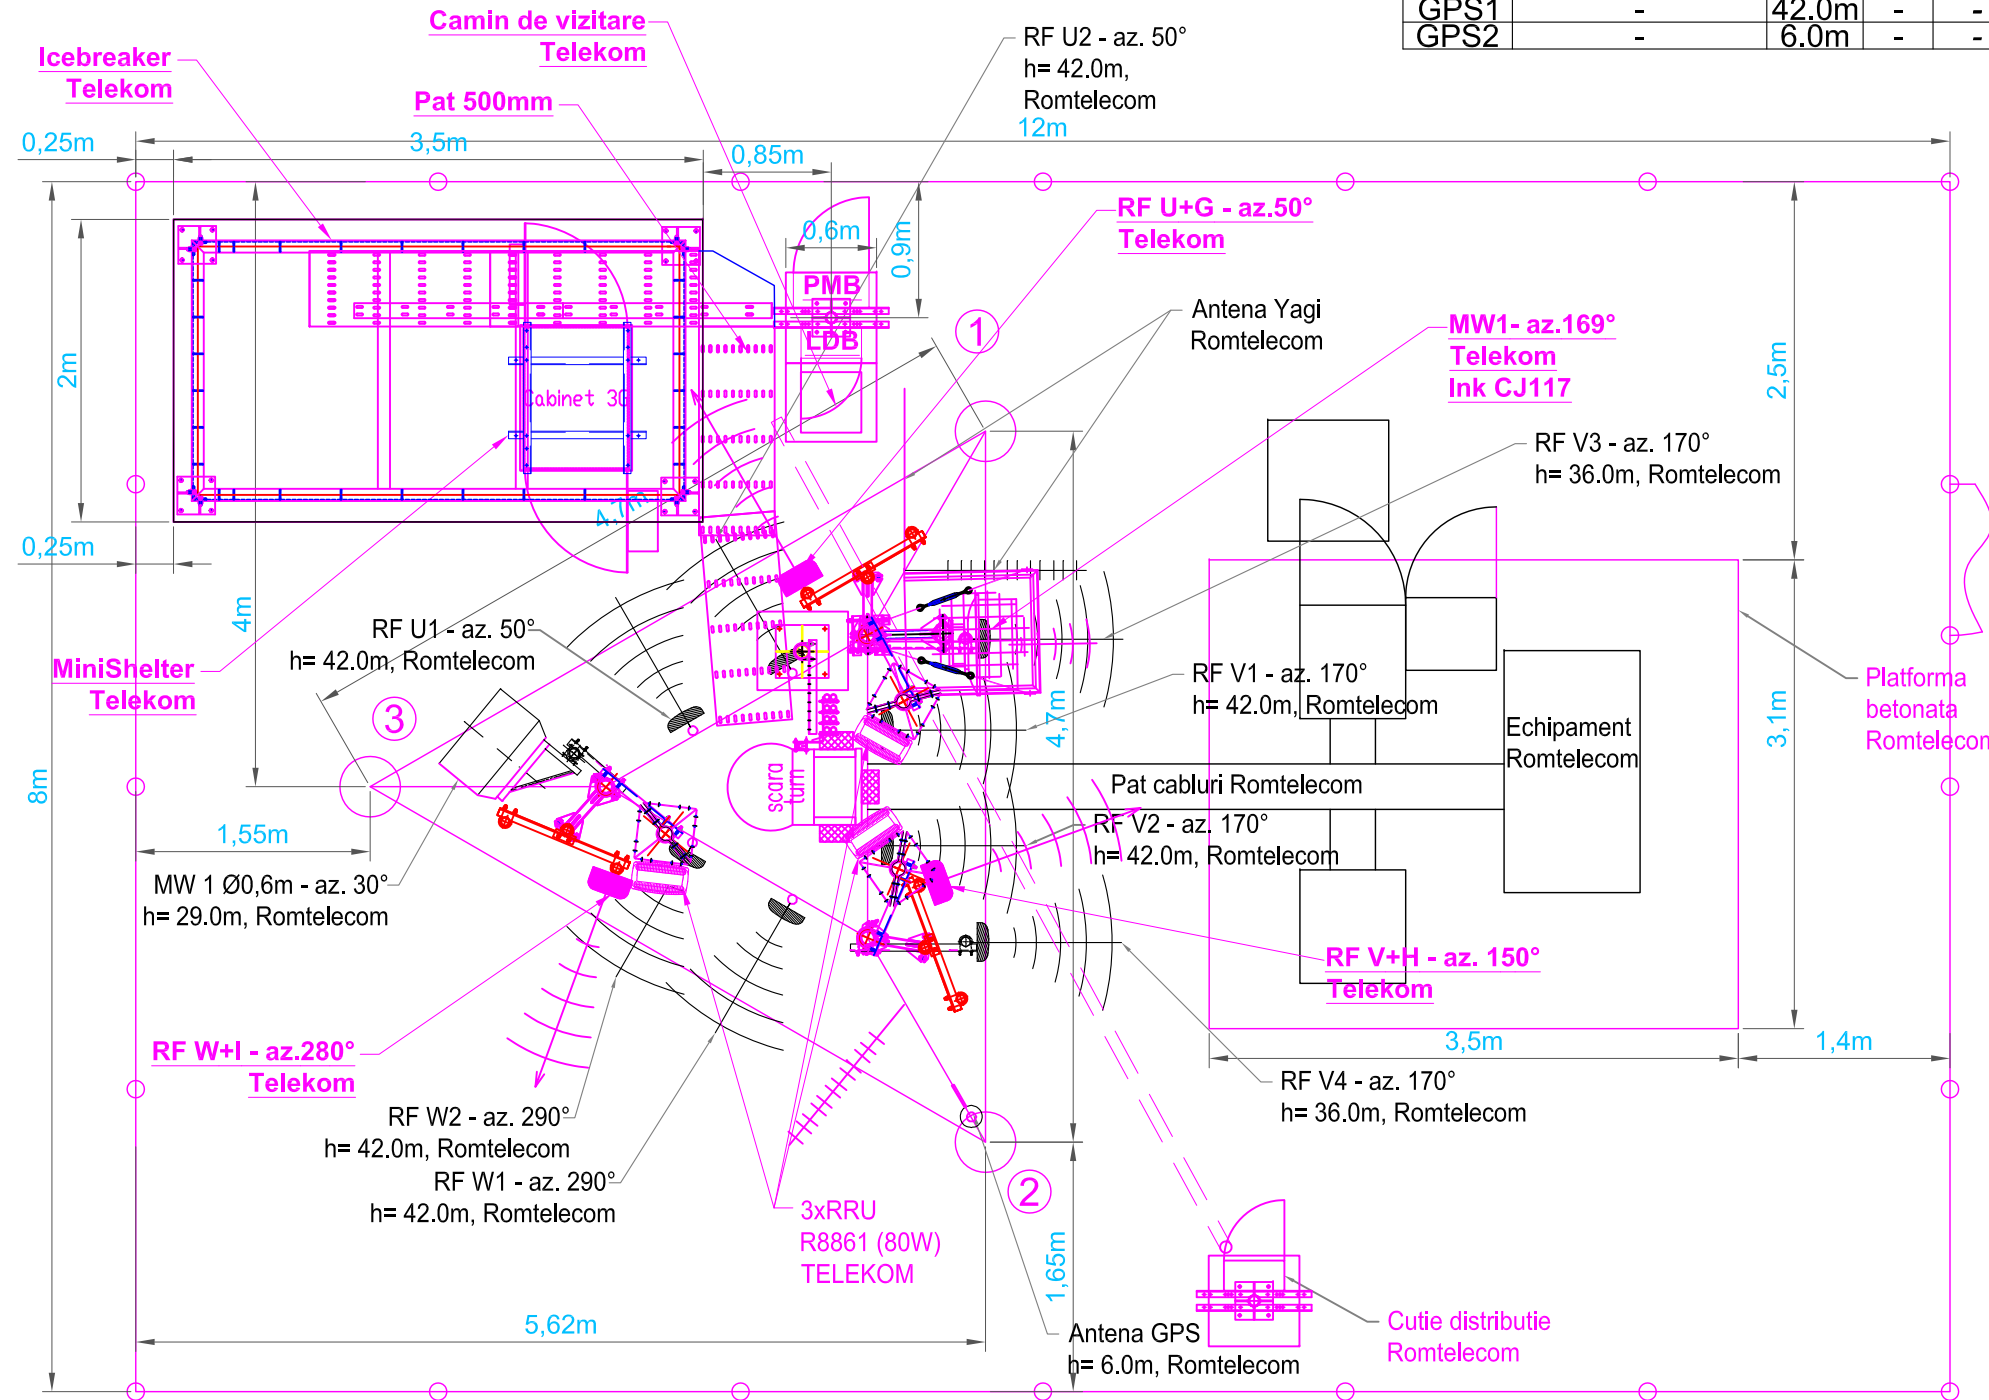 GPS1 - 42.0m - -
GPS2 - 6.0m - -
Camin de vizitare
Telekom
Icebreaker
Telekom
Pat 500mm
RF U2 - az. 50°
h= 42.0m,
Romtelecom
12m
0,25m
3,5m
0,85m
RF U+G - az.50°
Telekom
0,6m
0,9m
PMB
LDB
1
Antena Yagi
Romtelecom
MW1- az.169°
Telekom
Ink CJ117
2,5m
2m
Cabinet 3G
RF V3 - az. 170°
h= 36.0m, Romtelecom
4,7m
0,25m
4m
RF U1 - az. 50°
h= 42.0m, Romtelecom
MiniShelter
Telekom
3
RF V1 - az. 170°
h= 42.0m, Romtelecom
4,7m
Platforma
betonata
Romtelecom
3,1m
Echipament
Romtelecom
8m
scara
turn
Pat cabluri Romtelecom
1,55m
RF V2 - az. 170°
h= 42.0m, Romtelecom
MW 1 Ø0,6m - az. 30°
h= 29.0m, Romtelecom
RF V+H - az. 150°
Telekom
RF W+I - az.280°
Telekom
3,5m
1,4m
RF V4 - az. 170°
h= 36.0m, Romtelecom
RF W2 - az. 290°
h= 42.0m, Romtelecom
RF W1 - az. 290°
h= 42.0m, Romtelecom
2
3xRRU
R8861 (80W)
TELEKOM
1,65m
5,62m
Antena GPS
h= 6.0m, Romtelecom
Cutie distributie
Romtelecom